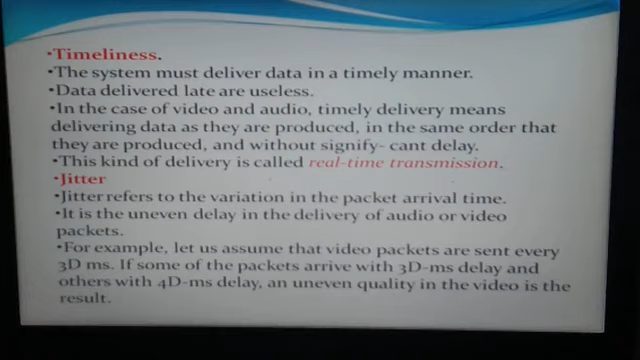 •Timeliness.
•The system must deliver data in a timely manner.
•Data delivered late are useless.
•In the case of video and audio, timely delivery means
delivering data as they are produced, in the same order that
they are produced, and without signify- cant delay.
•This kind of delivery is called real-time transmission.
•Jitter
•Jitter refers to the variation in the packet arrival time.
•It is the uneven delay in the delivery of audio or video
packets.
•For example, let us assume that video packets are sent every
3D ms. If some of the packets arrive with 3D-ms delay and
others with 4D-ms delay, an uneven quality in the video is the
result.